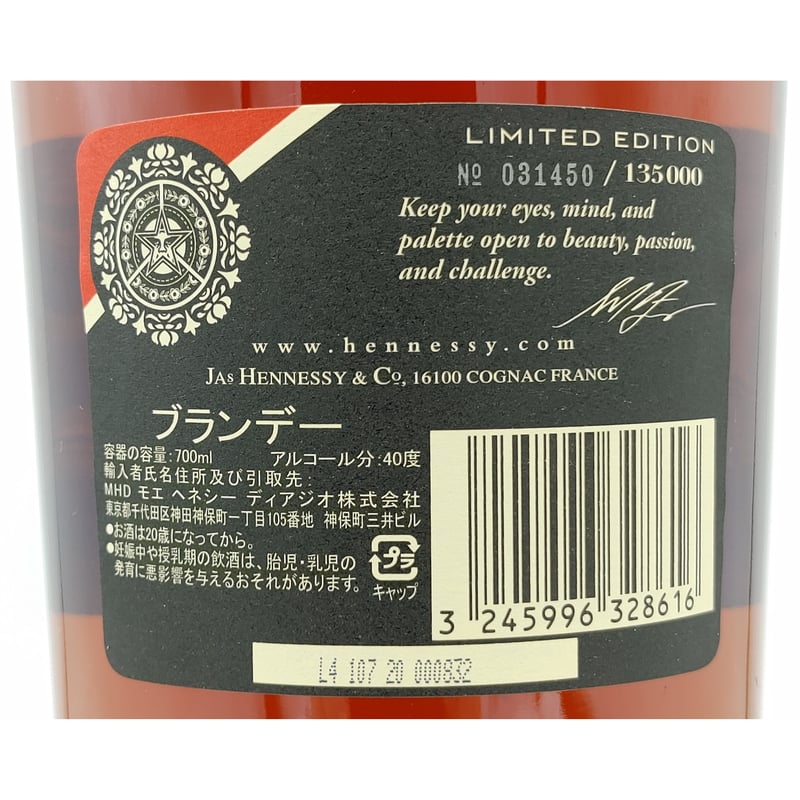 LIMITED EDITION
Nº 031450 / 135000
Keep your eyes, mind, and
palette open to beauty, passion,
and challenge.
www.hennessy.com
JAS HENNESSY & CO, 16100 COGNAC FRANCE
ブランデー
容器の容量:700ml アルコール分:40度
輸入者氏名住所及び引取先:
MHD モエ ヘネシー ディアジオ株式会社
東京都千代田区神田神保町一丁目105番地 神保町三井ビル
●お酒は20歳になってから。
●妊娠中や授乳期の飲酒は、胎児・乳児の
発育に悪影響を与えるおそれがあります。
プラ
キャップ
3 245996 328616
L4 107 20 000832